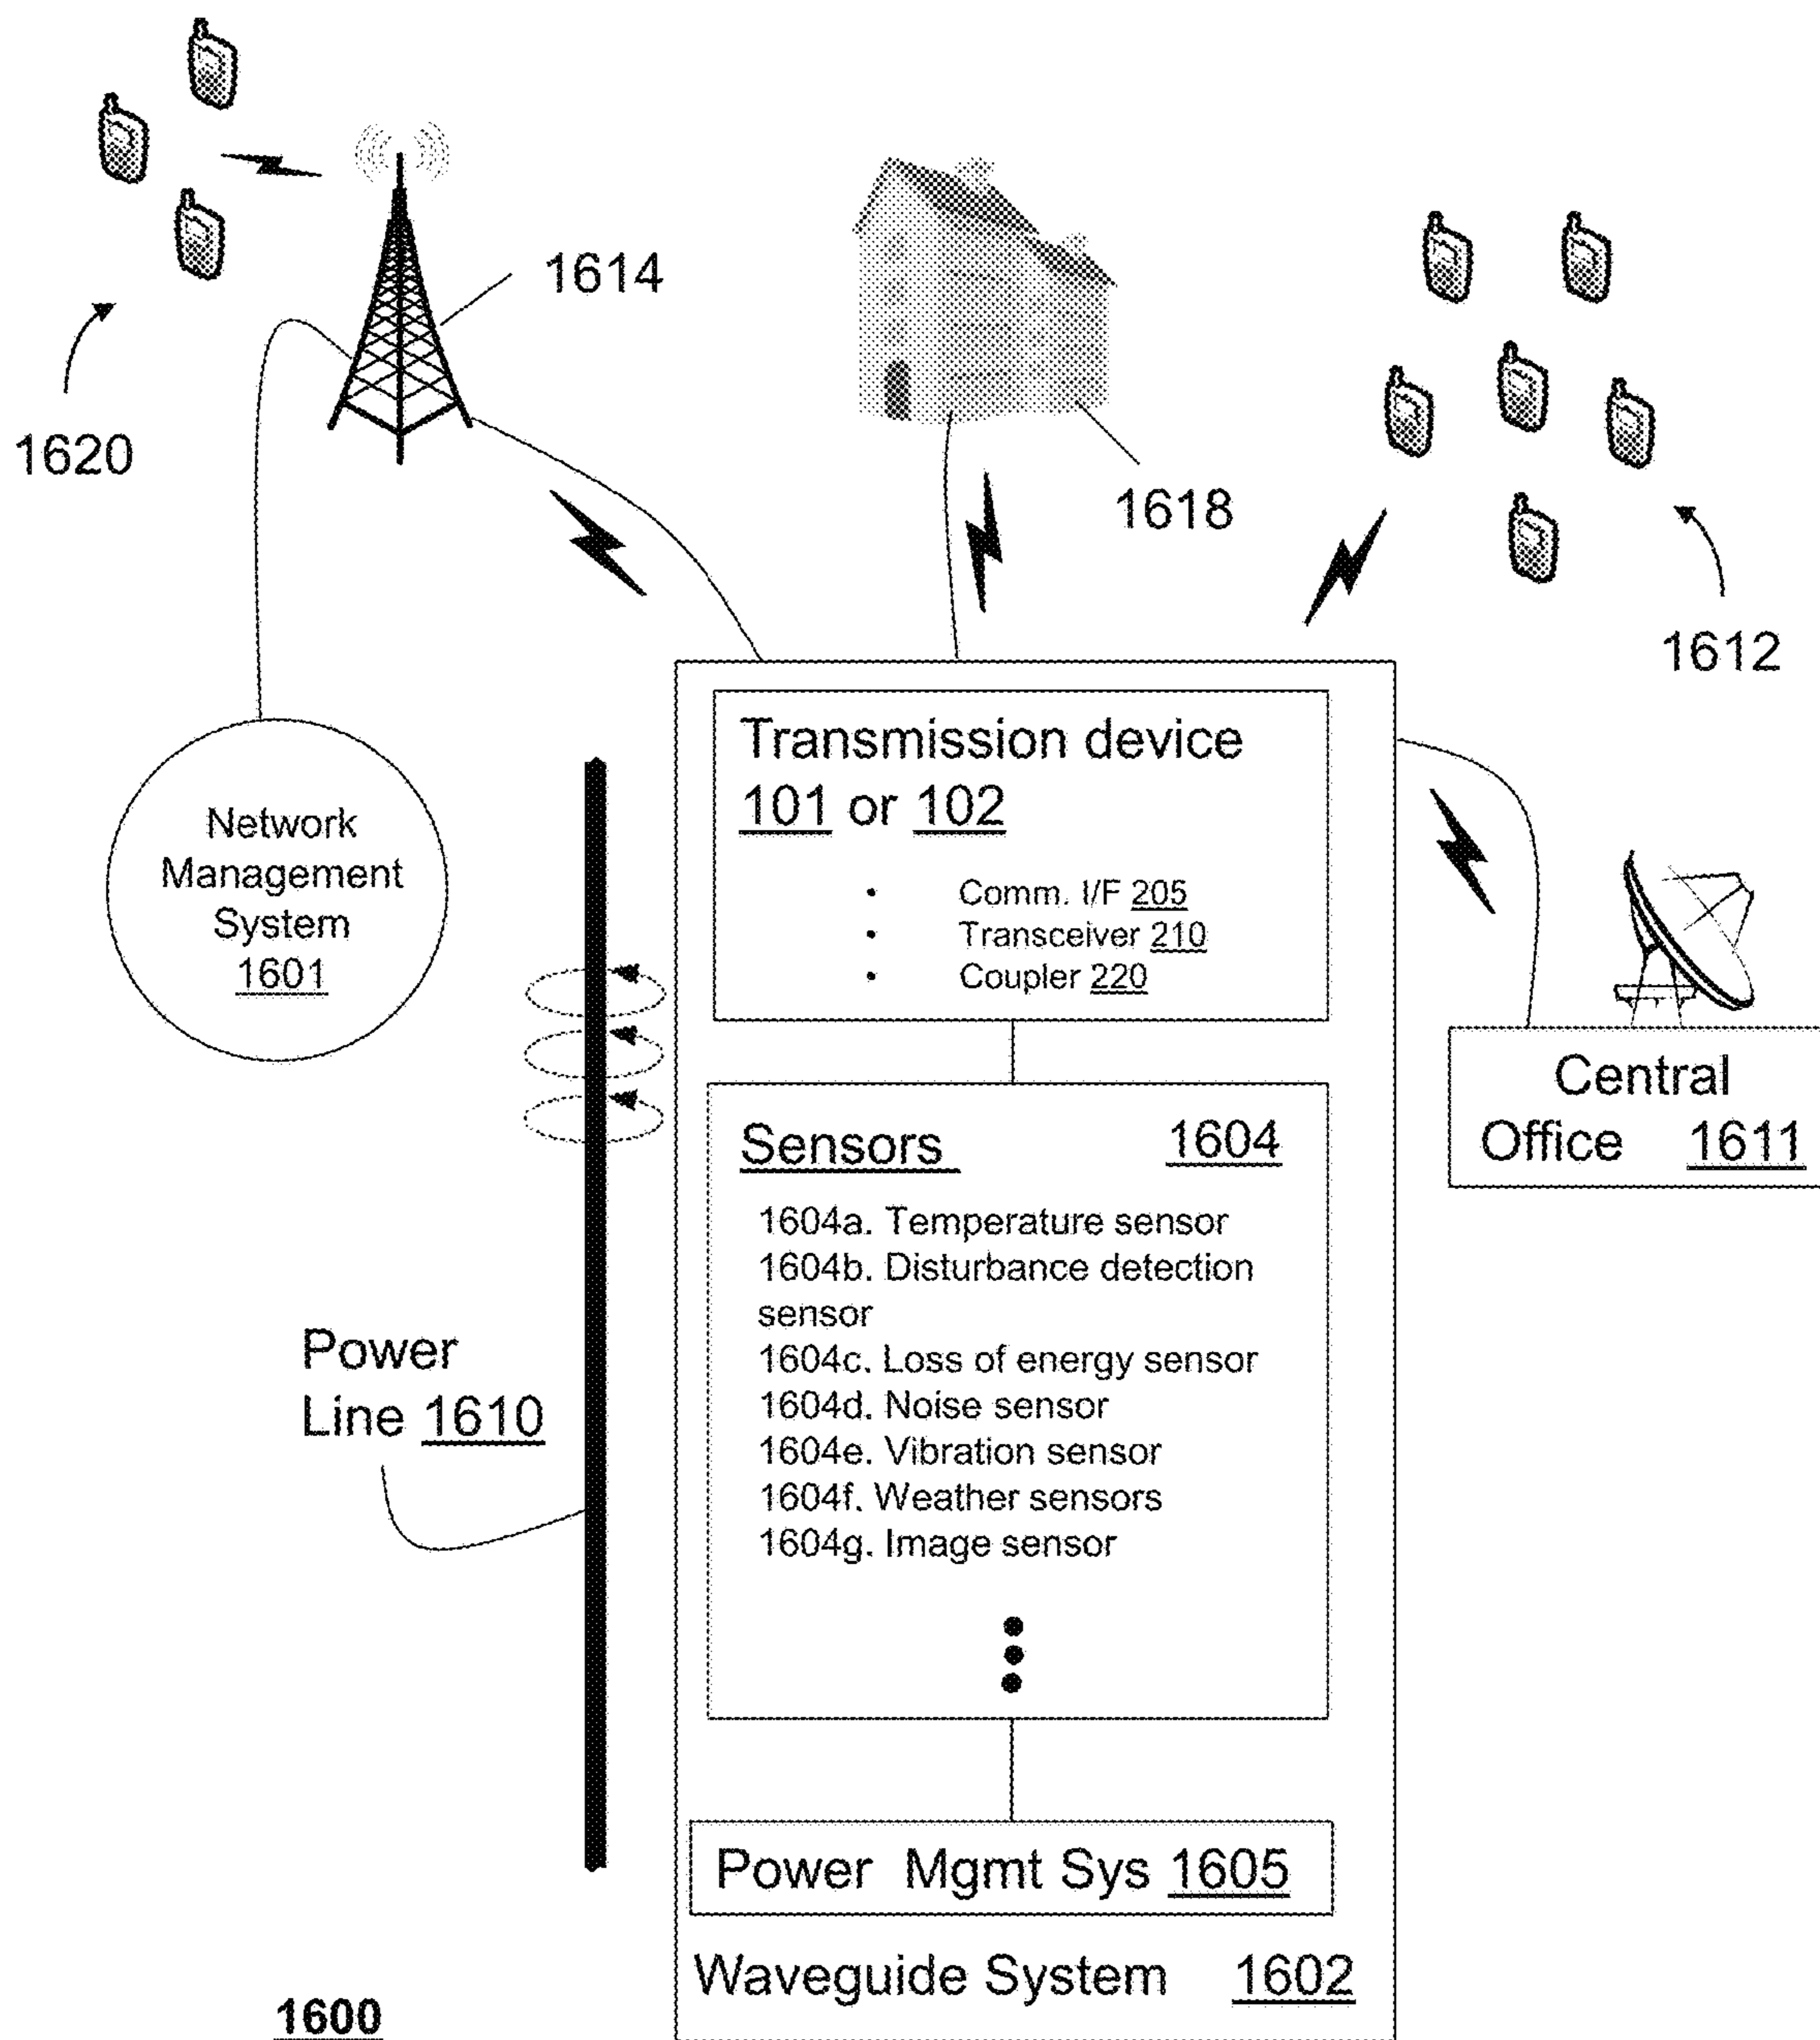 1614
1620
1618
1612
Network
Management
System
1601
Transmission device
101 or 102
• Comm. I/F 205
• Transceiver 210
• Coupler 220
Central
Office 1611
Sensors 1604
1604a. Temperature sensor
1604b. Disturbance detection
sensor
1604c. Loss of energy sensor
1604d. Noise sensor
1604e. Vibration sensor
1604f. Weather sensors
1604g. Image sensor
Power
Line 1610
Power Mgmt Sys 1605
Waveguide System 1602
1600